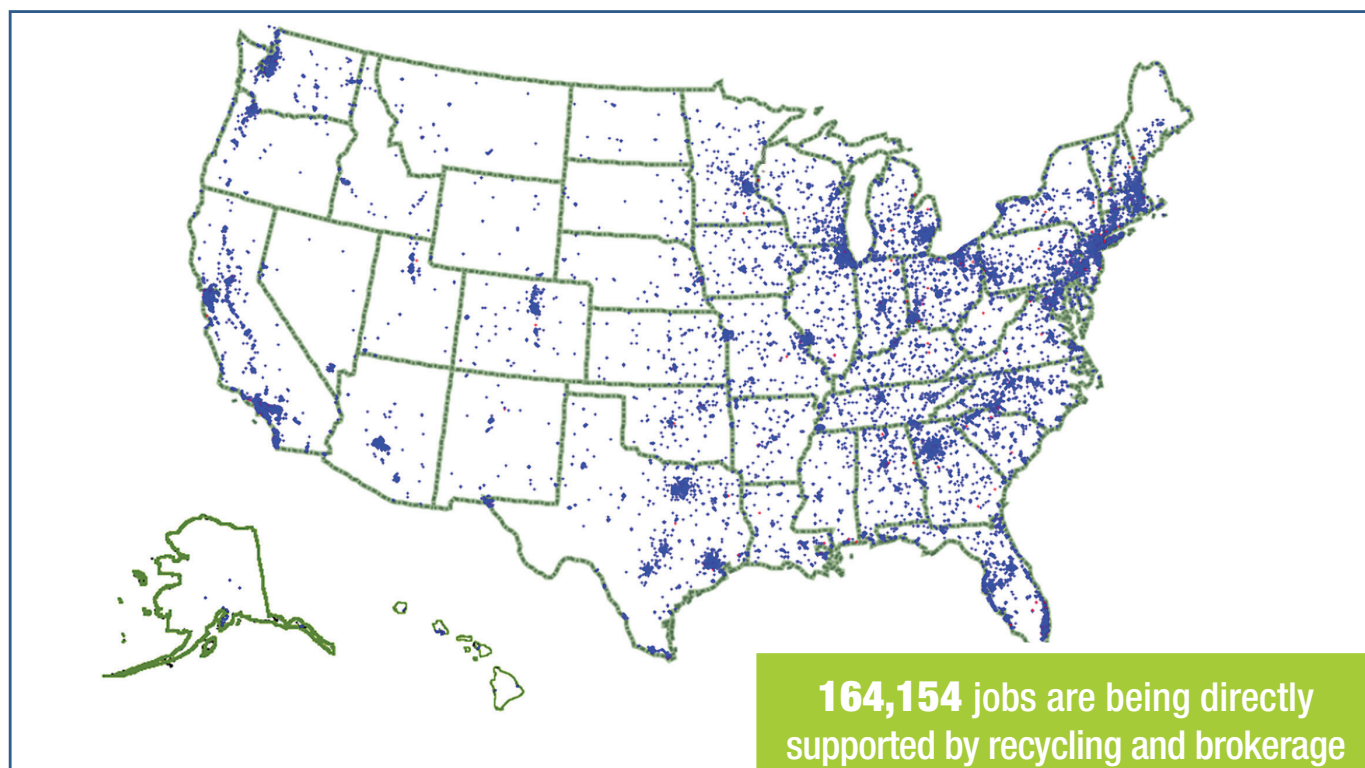 164,154 jobs are being directly
supported by recycling and brokerage